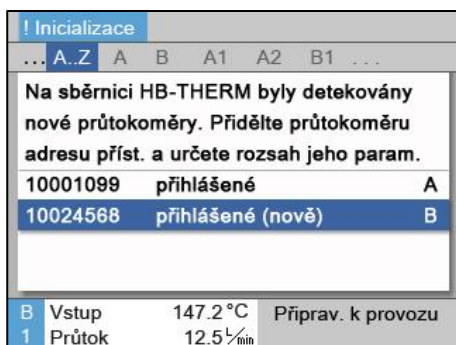 ! Inicializace
... A..Z A B A1 A2 B1 ...
Na sběrnici HB-THERM byly detekovány
nové průtokoměry. Přidělte průtokoměru
adresu příst. a určete rozsah jeho param.
10001099 přihlášené A
10024568 přihlášené (nově) B
B Vstup 147.2 °C Připrav. k provozu
1 Průtok 12.5 L/min